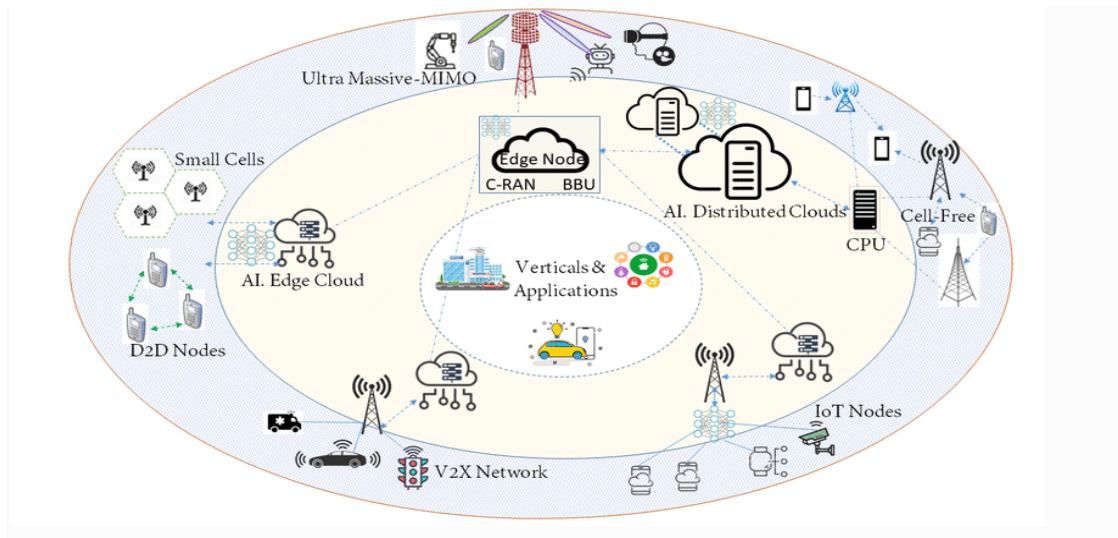 Ultra Massive-MIMO
Small Cells
Edge Node
C-RAN BBU
AI. Distributed Clouds
Cell-Free
CPU
AI. Edge Cloud
Verticals &
Applications
D2D Nodes
IoT Nodes
V2X Network